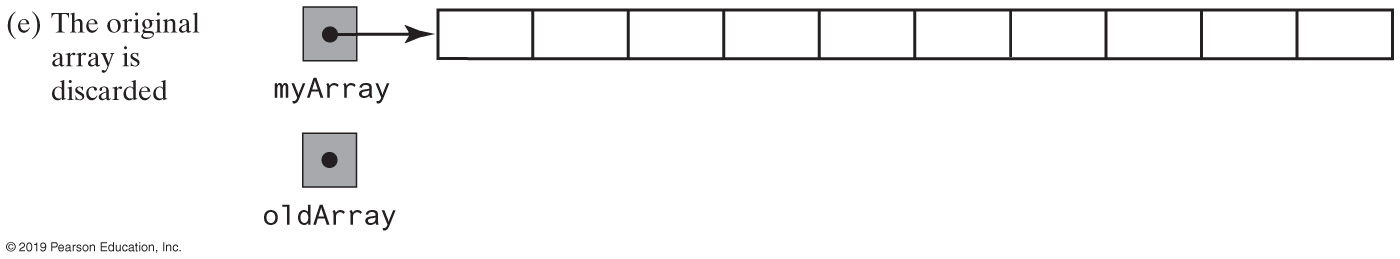 (e) The original
array is
discarded
myArray
oldArray
© 2019 Pearson Education, Inc.